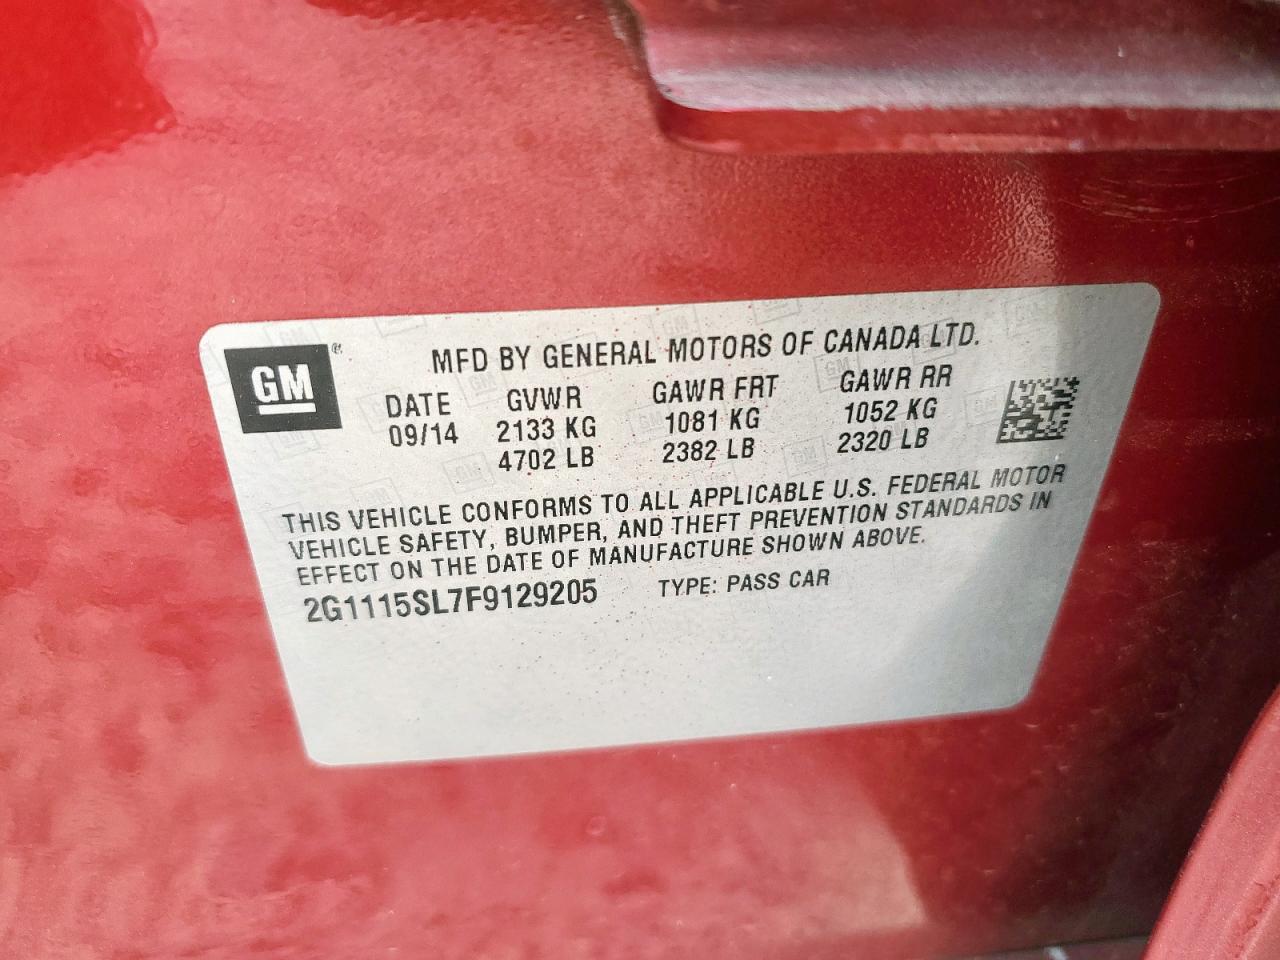 GM®
MFD BY GENERAL MOTORS OF CANADA LTD.
DATE GVWR GAWR FRT GAWR RR
09/14 2133 KG 1081 KG 1052 KG
4702 LB 2382 LB 2320 LB
THIS VEHICLE CONFORMS TO ALL APPLICABLE U.S. FEDERAL MOTOR
VEHICLE SAFETY, BUMPER, AND THEFT PREVENTION STANDARDS IN
EFFECT ON THE DATE OF MANUFACTURE SHOWN ABOVE.
2G1115SL7F9129205 TYPE: PASS CAR